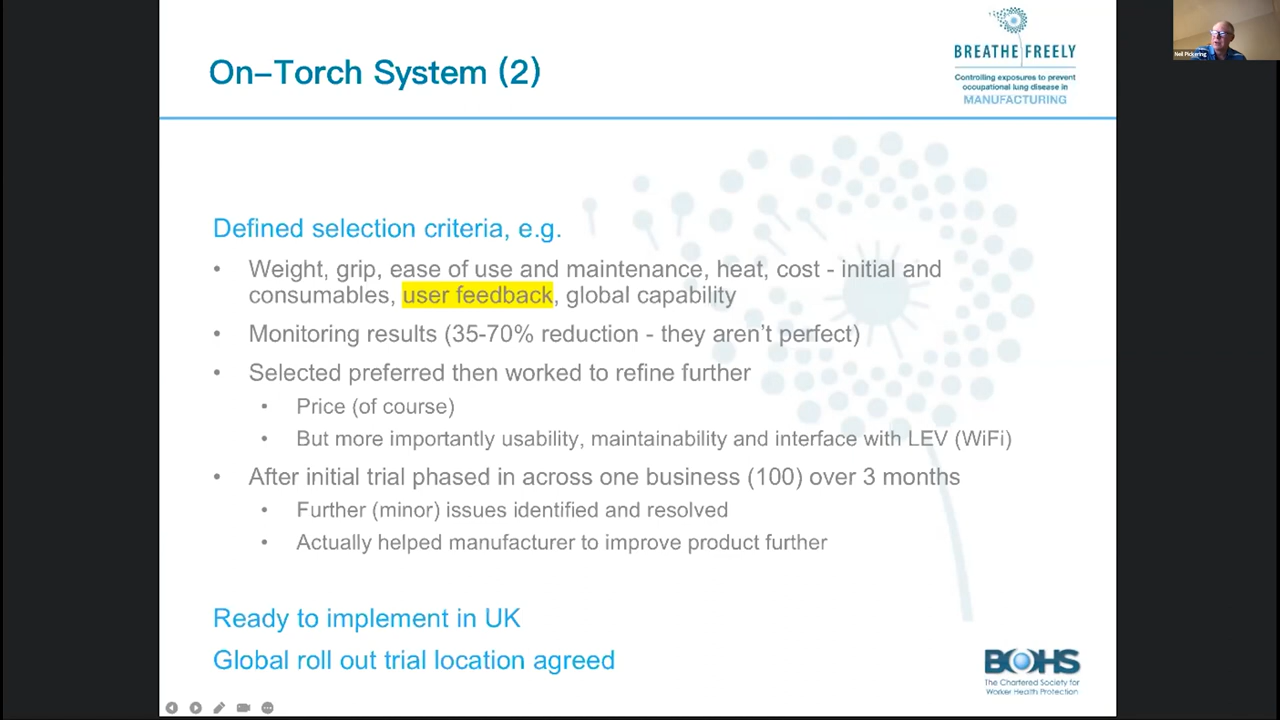 On-Torch System (2)
BREATHE FREELY
Controlling exposures to prevent
occupational lung disease in
MANUFACTURING
Neil Pickering
Defined selection criteria, e.g.
• Weight, grip, ease of use and maintenance, heat, cost - initial and
consumables, user feedback, global capability
• Monitoring results (35-70% reduction - they aren't perfect)
• Selected preferred then worked to refine further
• Price (of course)
• But more importantly usability, maintainability and interface with LEV (WiFi)
• After initial trial phased in across one business (100) over 3 months
• Further (minor) issues identified and resolved
• Actually helped manufacturer to improve product further
Ready to implement in UK
Global roll out trial location agreed
BOHS
The Chartered Society for
Worker Health Protection